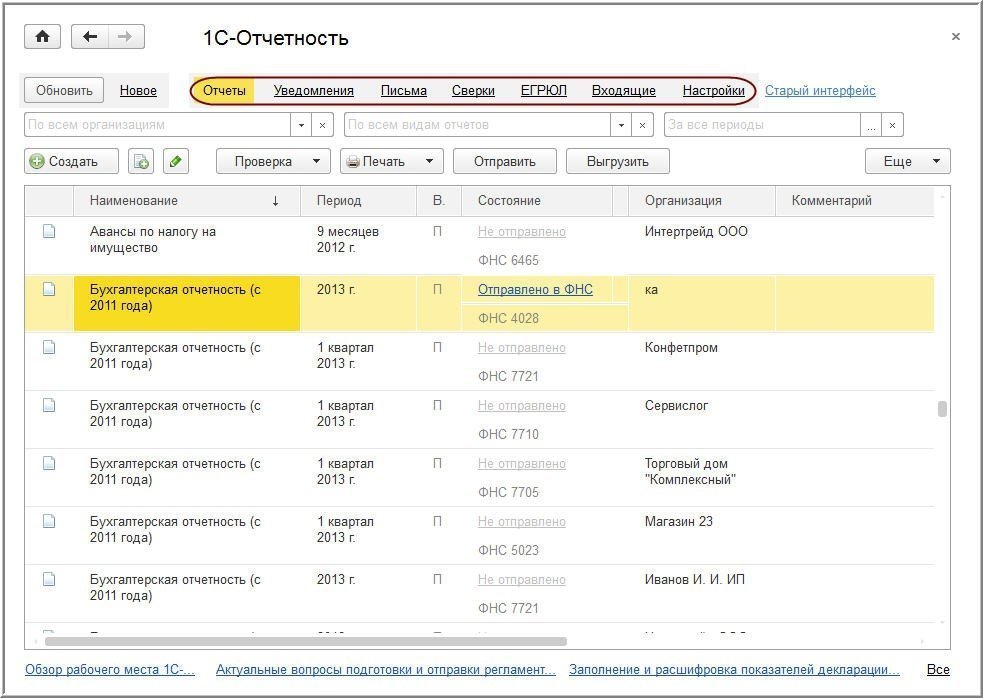 1С-Отчетность
Обновить Новое Отчеты Уведомления Письма Сверки ЕГРЮЛ Входящие Настройки Старый интерфейс
По всем организациям По всем видам отчетов За все периоды ...
Создать Проверка Печать Отправить Выгрузить Еще
Наименование ↓ Период В. Состояние Организация Комментарий
Авансы по налогу на 9 месяцев П Не отправлено Интертрейд ООО
имущество 2012 г.
ФНС 6465
Бухгалтерская отчетность (с 2013 г. П Отправлено в ФНС ка
2011 года)
ФНС 4028
Бухгалтерская отчетность (с 1 квартал П Не отправлено Конфетпром
2011 года) 2013 г.
ФНС 7721
Бухгалтерская отчетность (с 1 квартал П Не отправлено Сервислог
2011 года) 2013 г.
ФНС 7710
Бухгалтерская отчетность (с 1 квартал П Не отправлено Торговый дом
2011 года) 2013 г. "Комплексный"
ФНС 7705
Бухгалтерская отчетность (с 1 квартал П Не отправлено Магазин 23
2011 года) 2013 г.
ФНС 5023
Бухгалтерская отчетность (с 2013 г. П Не отправлено Иванов И. И. ИП
2011 года)
ФНС 7721
Обзор рабочего места 1С-... Актуальные вопросы подготовки и отправки регламент... Заполнение и расшифровка показателей декларации... Все